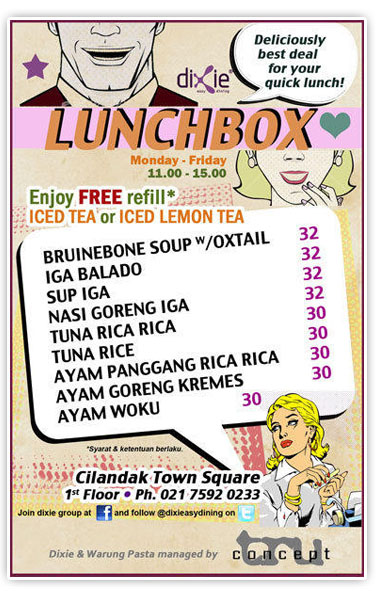 Deliciously
best deal
for your
quick lunch!
dixie®
easy dining
LUNCHBOX
Monday - Friday
11.00 - 15.00
Enjoy FREE refill*
ICED TEA or ICED LEMON TEA
BRUINEBONE SOUP w/OXTAIL 32
IGA BALADO 32
SUP IGA 32
NASI GORENG IGA 32
TUNA RICA RICA 30
TUNA RICE 30
AYAM PANGGANG RICA RICA 30
AYAM GORENG KREMES 30
AYAM WOKU 30
*Syarat & ketentuan berlaku.
Cilandak Town Square
1st Floor • Ph. 021 7592 0233
Join dixie group at f and follow @dixieasydining on t
Dixie & Warung Pasta managed by tru concept